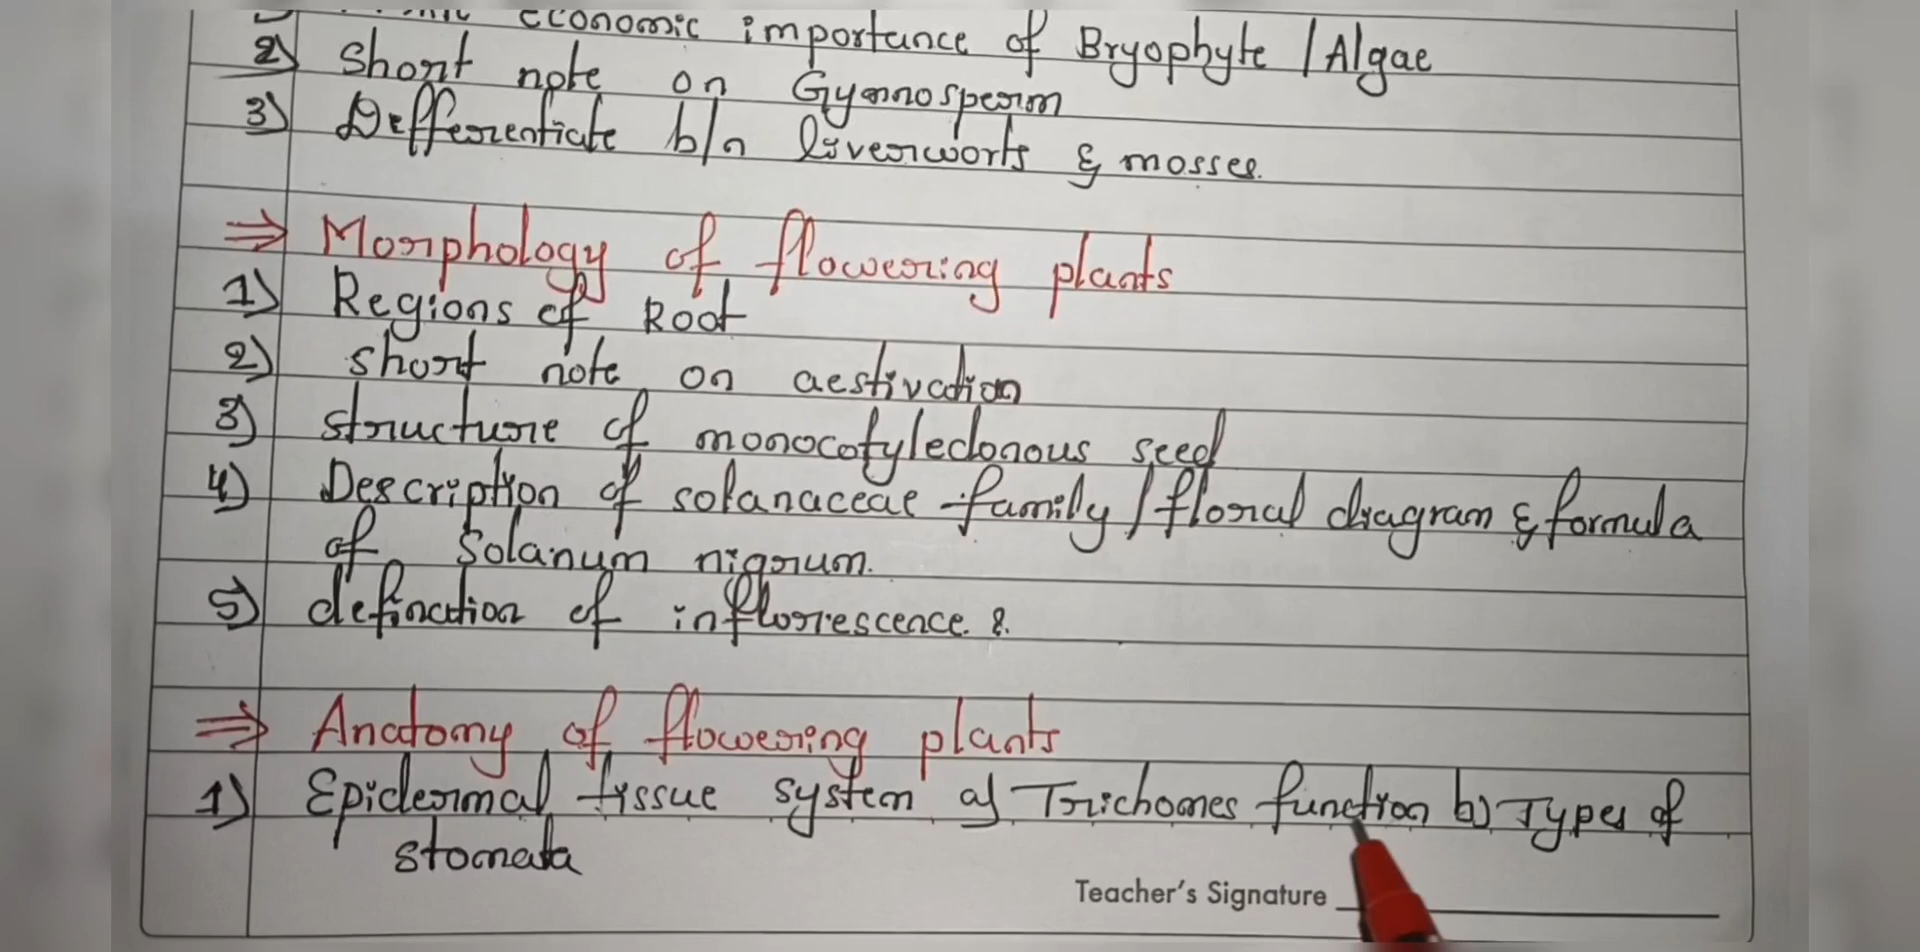 economic importance of Bryophyte / Algae
2) Short note on Gymnosperm
3) Defferentiate b/n liverworts & mosses.
⇒ Morphology of flowering plants
1) Regions of Root
2) short note on aestivation
3) structure of monocotyledonous seed
4) Description of solanaceae family / floral diagram & formula
of Solanum nigrum.
5) defination of inflorescence. &.
⇒ Anatomy of flowering plants
1) Epidermal tissue system a) Trichomes function b) Types of
stomata
Teacher's Signature